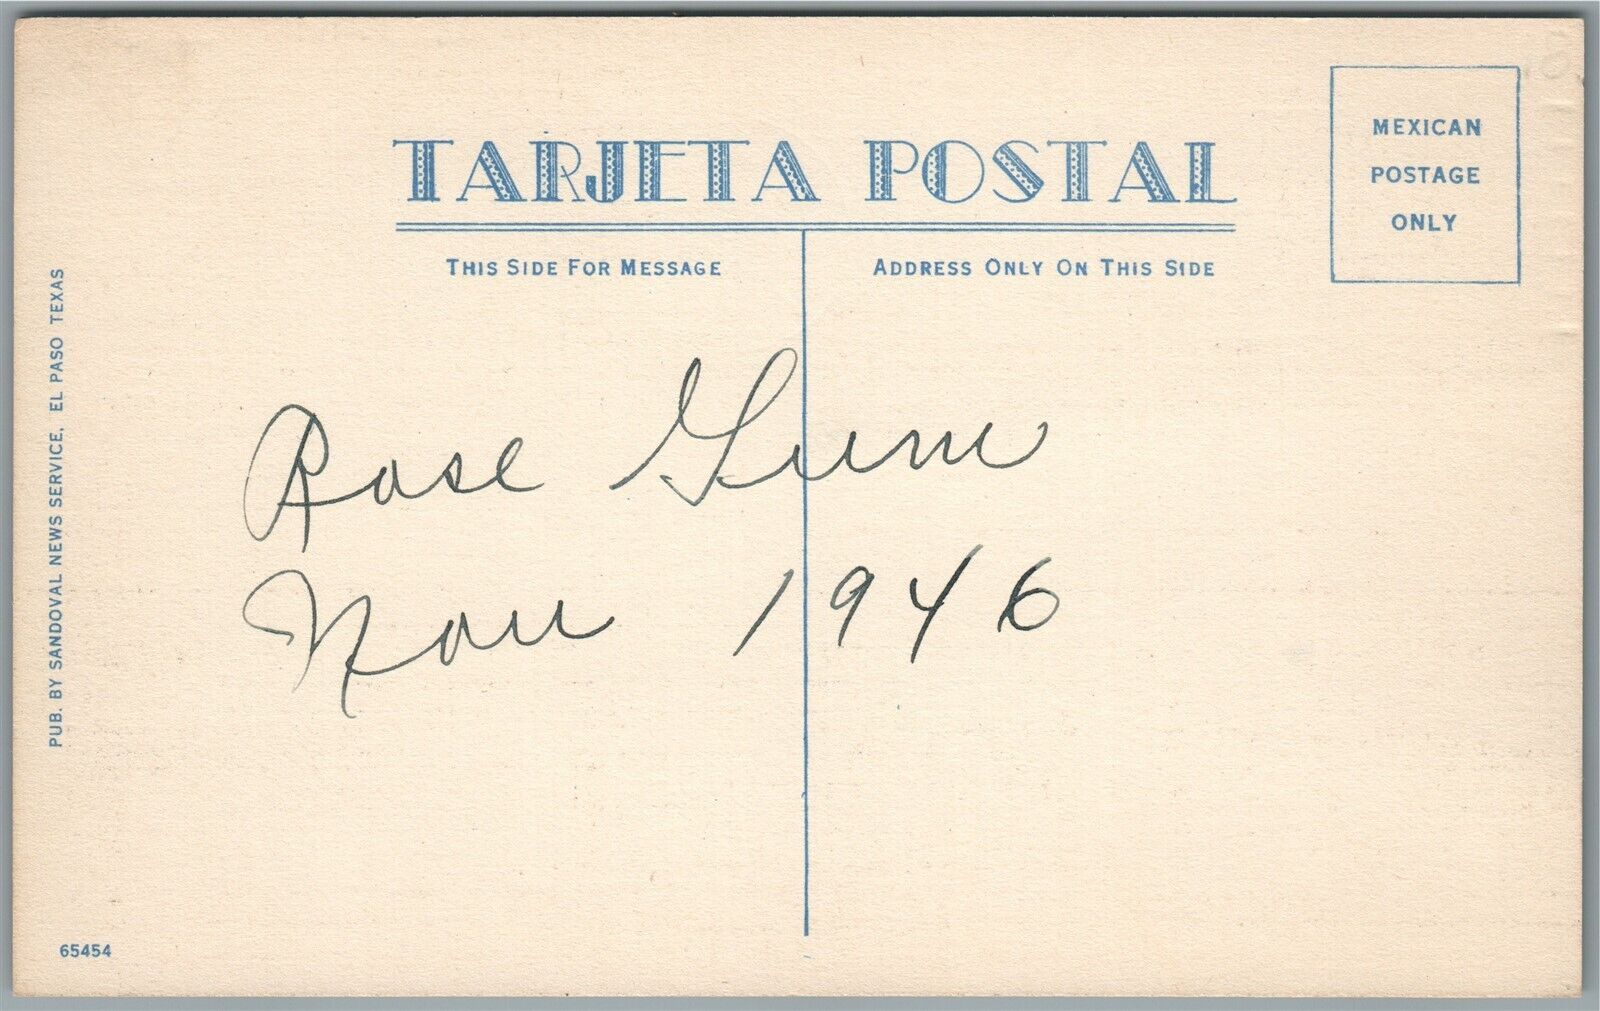 TARJETA POSTAL
THIS SIDE FOR MESSAGE
ADDRESS ONLY ON THIS SIDE
MEXICAN
POSTAGE
ONLY
PUB. BY SANDOVAL NEWS SERVICE, EL PASO TEXAS
Rose
Nov 1946
65454